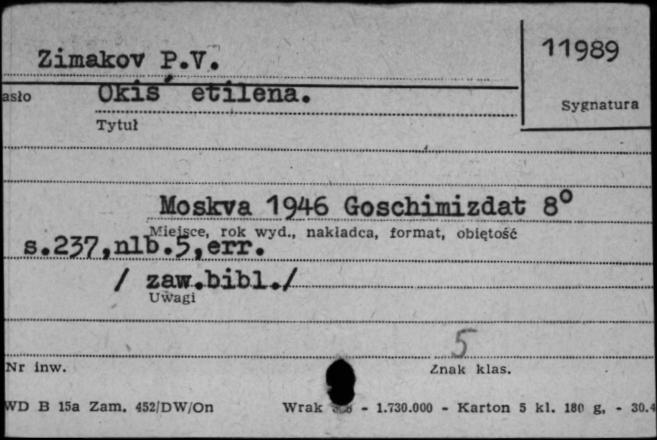 Zimakov P.V.
11989
asło
Okis´ etilena.
Sygnatura
Tytuł
Moskva 1946 Goschimizdat 8°
Miejsce, rok wyd., nakładca, format, obiętość
s.237,nlb.5,err.
/ zaw.bibl./
Uwagi
5
Nr inw.
Znak klas.
WD B 15a Zam. 452/DW/On Wrak - 1.730.000 - Karton 5 kl. 180 g, - 30.4